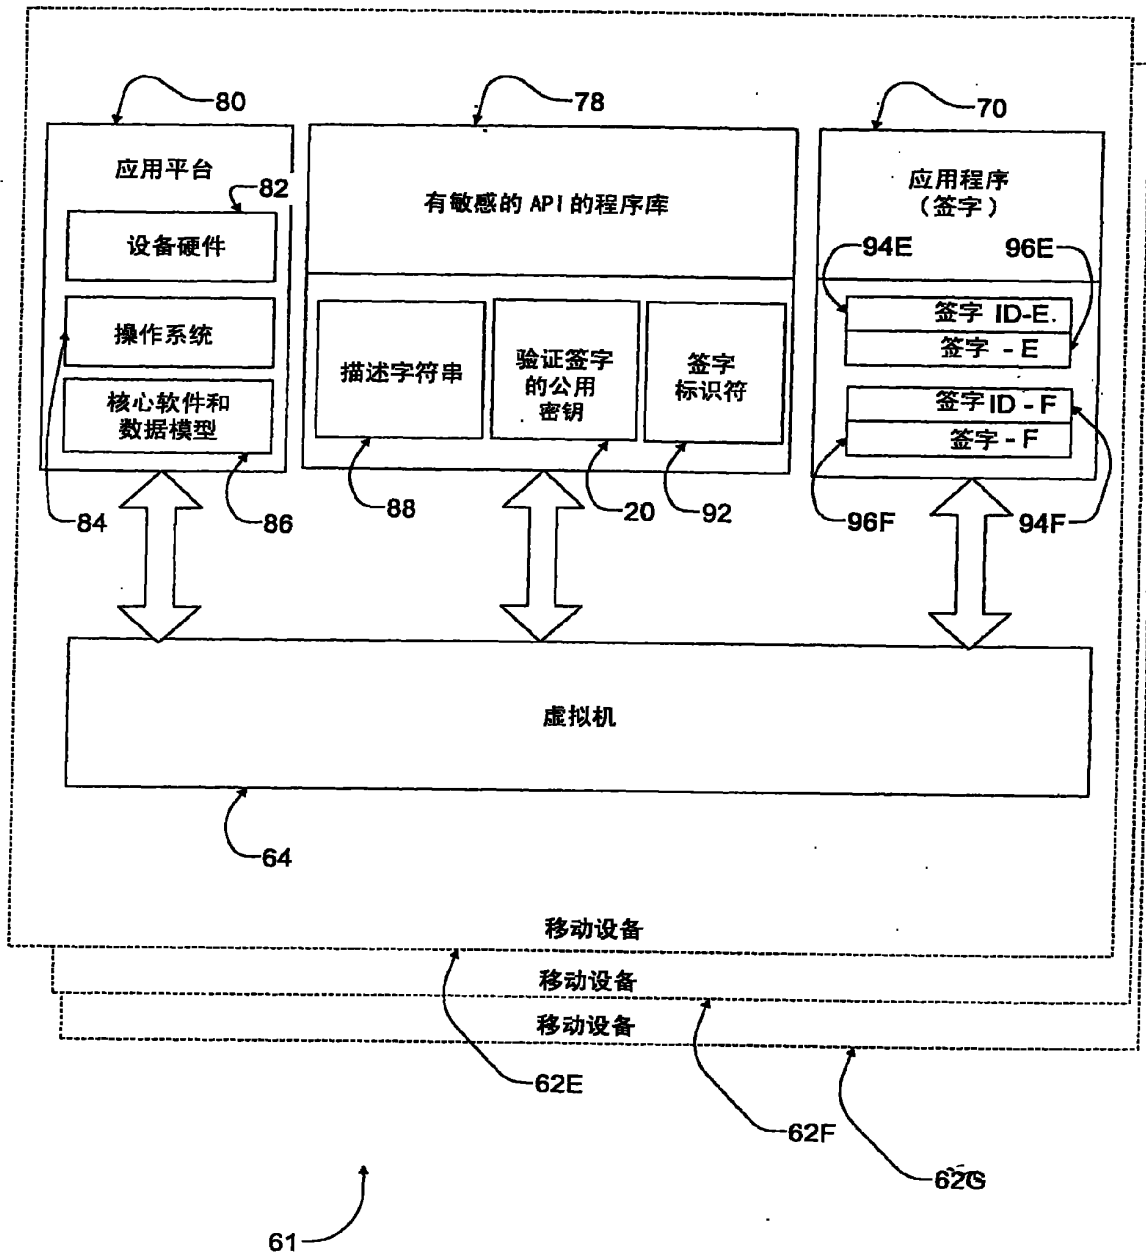 80
78
70
应用平台
82
设备硬件
操作系统
核心软件和
数据模型
84
86
有敏感的 API 的程序库
描述字符串
验证签字
的公用
密钥
签字
标识符
88
20
92
应用程序
（签字）
94E
96E
签字 ID-E.
签字 - E
签字 ID - F
签字 - F
96F
94F
虚拟机
64
移动设备
移动设备
移动设备
62E
62F
62G
61